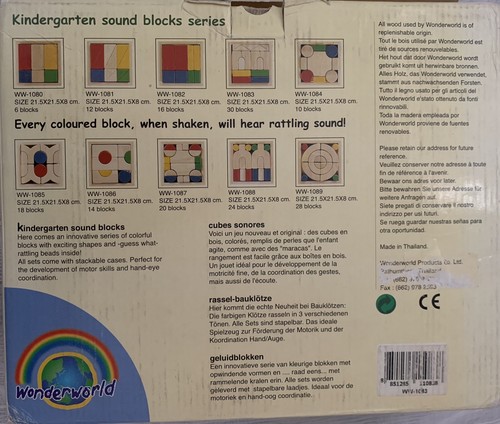 Kindergarten sound blocks series
WW-1080
SIZE 21.5X21.5X8 cm.
6 blocks
WW-1081
SIZE 21.5X21.5X8 cm.
12 blocks
WW-1082
SIZE 21.5X21.5X8 cm.
16 blocks
WW-1083
SIZE 21.5X21.5X8 cm.
30 blocks
WW-1084
SIZE 21.5X21.5X8 cm.
10 blocks
Every coloured block, when shaken, will hear rattling sound!
WW-1085
SIZE 21.5X21.5X8 cm.
18 blocks
WW-1086
SIZE 21.5X21.5X8 cm.
14 blocks
WW-1087
SIZE 21.5X21.5X8 cm.
20 blocks
WW-1088
SIZE 21.5X21.5X8 cm.
24 blocks
WW-1089
SIZE 21.5X21.5X8 cm.
28 blocks
Kindergarten sound blocks
Here comes an innovative series of colorful
blocks with exciting shapes and -guess what-
rattling beads inside!
All sets come with stackable cases. Perfect for
the development of motor skills and hand-eye
coordination.
cubes sonores
Voici un jeu nouveau et original : des cubes en
bois, colorés, remplis de perles que l'enfant
agite, comme avec des "maracas". Le
rangement est facile grâce aux boîtes en bois.
Un jouet idéal pour le développement de la
motricité fine, de la coordination des gestes,
mais aussi de l'écoute.
rassel-bauklötze
Hier kommt die echte Neuheit bei Bauklötzen:
Die farbigen Klötze rasseln in 3 verschiedenen
Tönen. Alle Sets sind stapelbar. Das ideale
Spielzeug zur Förderung der Motorik und der
Koordination Hand/Auge.
geluidblokken
Een innovatieve serie van kleurige blokken met
opwindende vormen en .... raad eens... met
rammelende kralen erin. Alle sets worden
geleverd met stapelbare laadjes. Ideaal voor de
motoriek en hand-oog coordinatie.
All wood used by Wonderworld is of
replenishable origin.
Tout le bois utilisé par Wonderworld est
tiré de sources renouvelables.
Het hout dat door Wonderworld wordt
gebruikt komt uit herwinbare bronnen.
Alles Holz, das Wonderworld verwendet,
stammt aus nachwachsenden Forsten.
Tutto il legno usato per gli articoli del
Wonderworld e'stato ottenuto da fonti
rinnovabili.
Toda la madera empleada por
Wonderworld proviene de fuentes
renovables.
Please retain our address for future
reference.
Veuillez conserver notre adresse à toute
fin de référence à l'avenir.
Bewaar ons adres voor later.
Bitte bewahren Sie unsere Adresse für
weitere Anfragen auf.
Siete pregati di conservare il nostro
indirizzo per usi futuri.
Se ruega guardar nuestras señas para
otra oportunidad.
Made in Thailand.
Wonderworld Products Co. Ltd.
Thailand
Fax : (662)
CE
Wonderworld
WW-1083